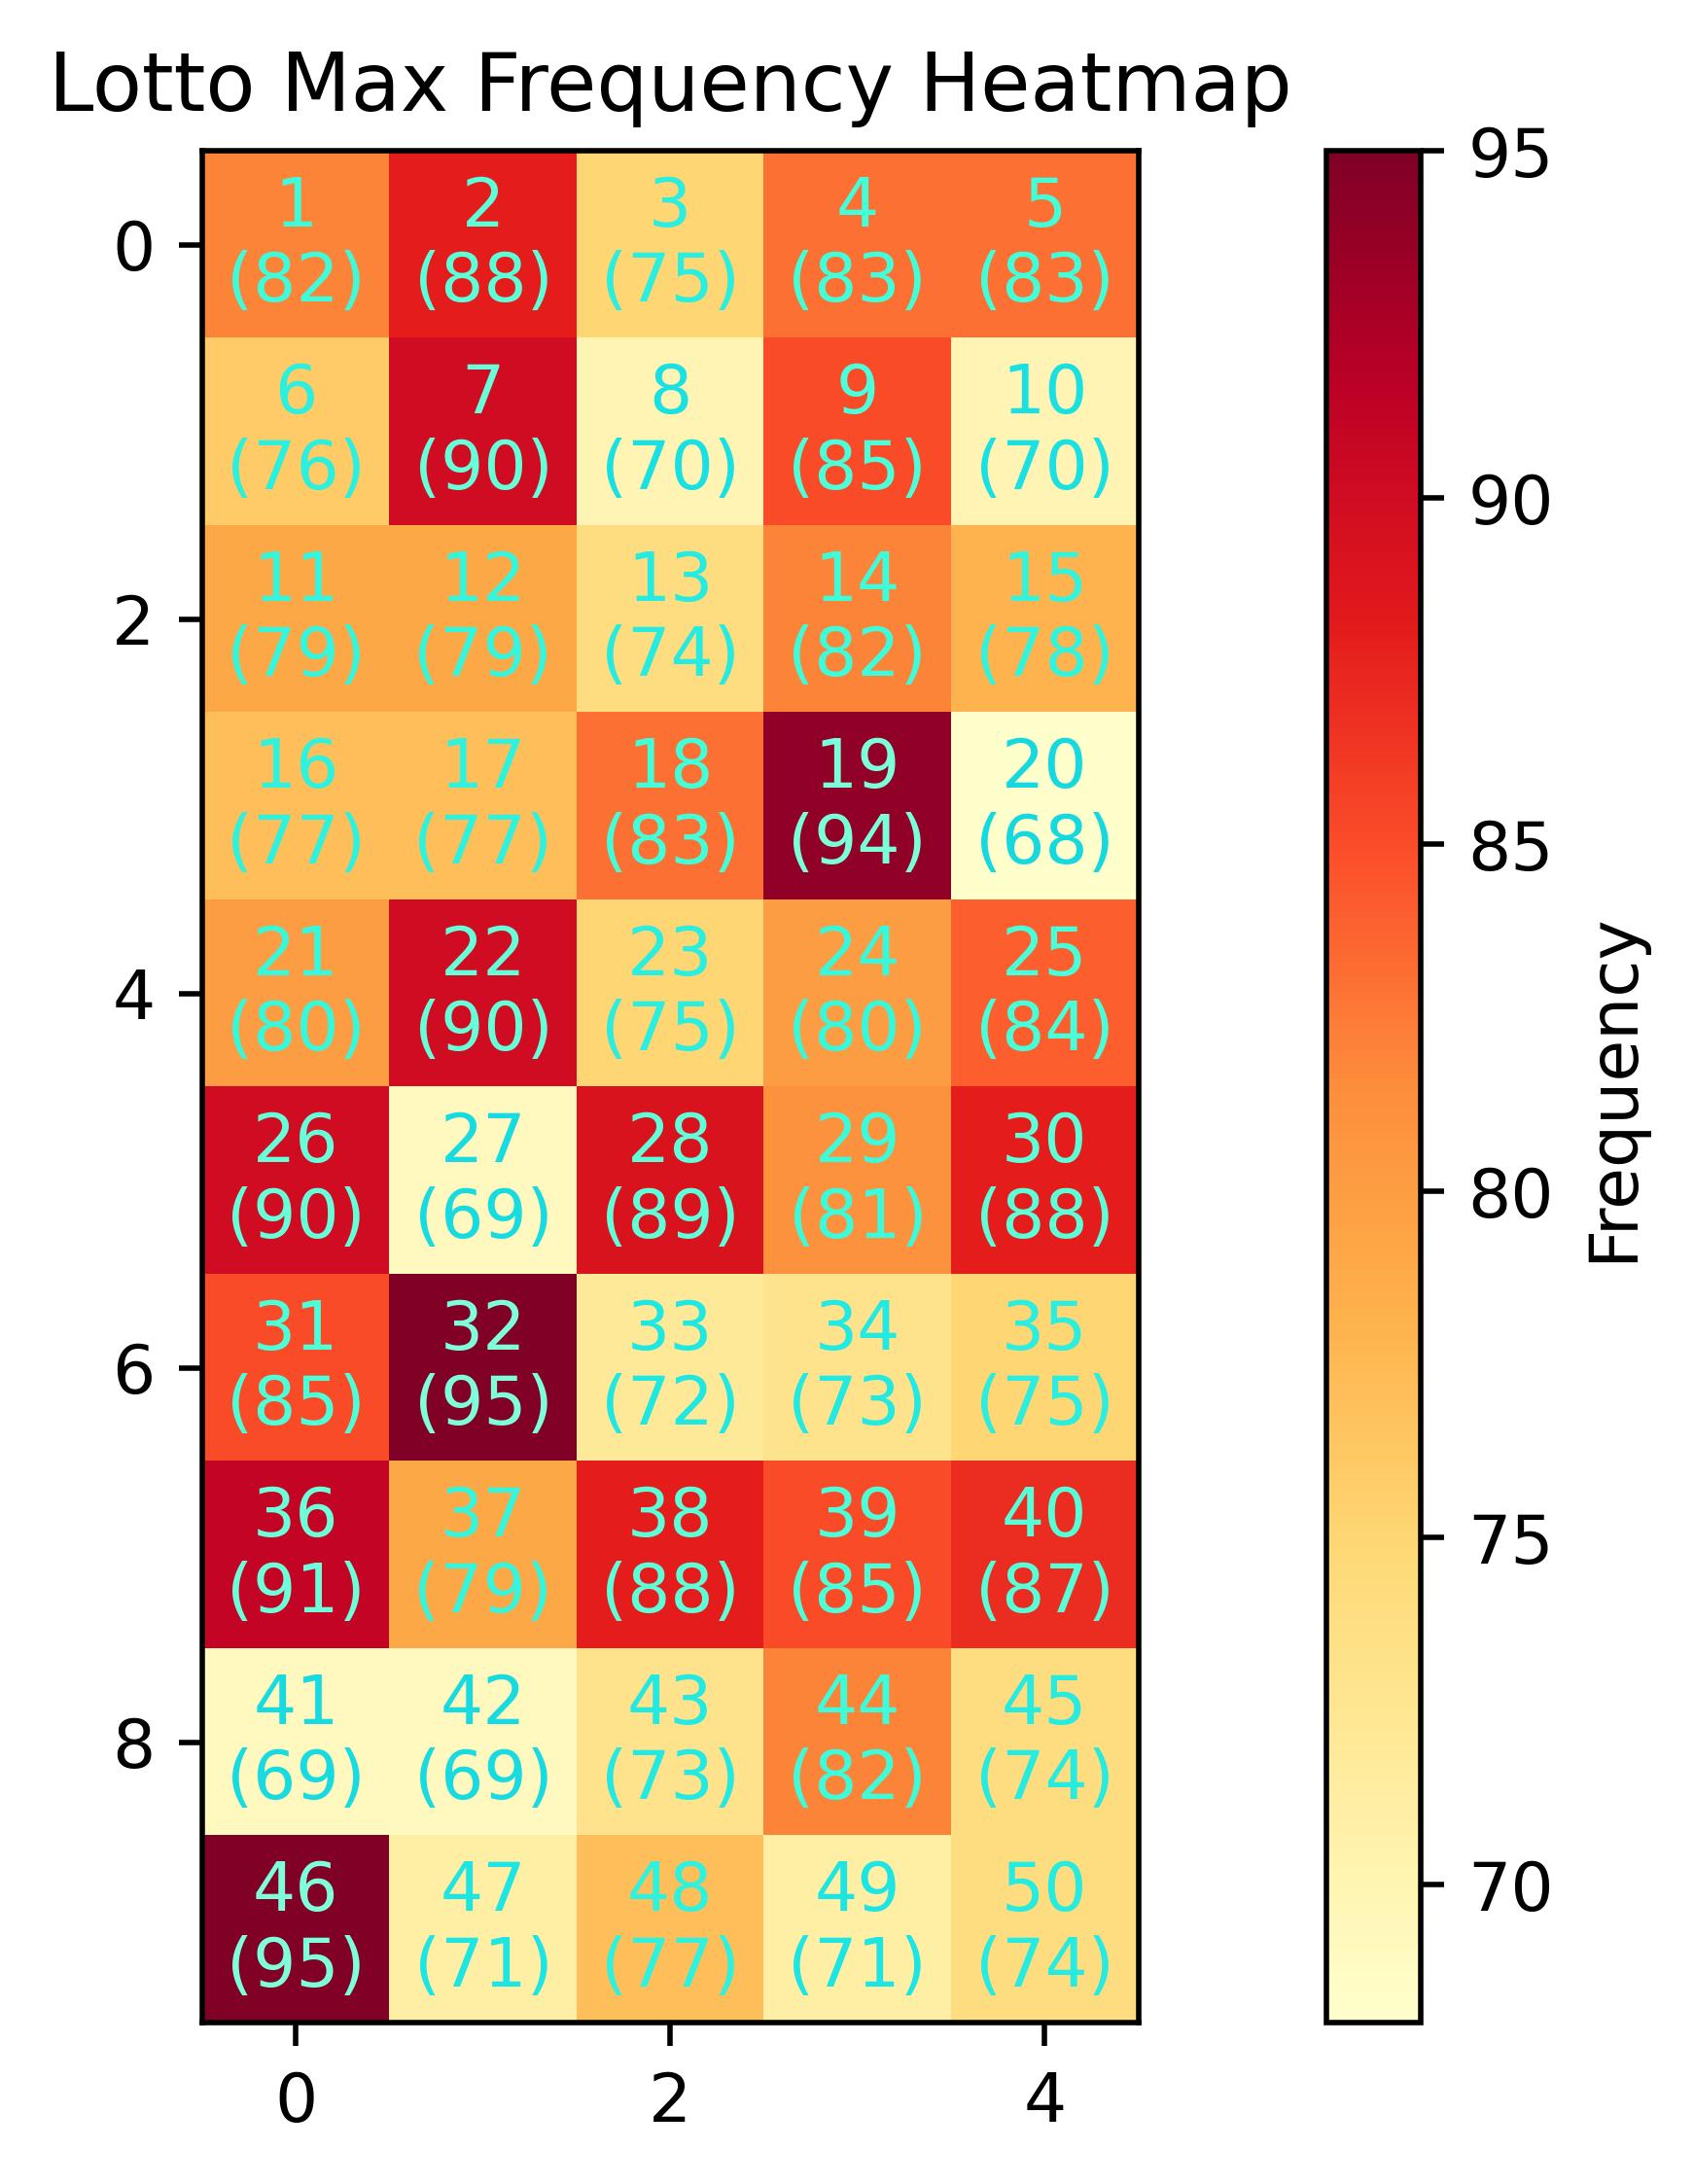 Lotto Max Frequency Heatmap
1 2 3 4 5
(82) (88) (75) (83) (83)
0
6 7 8 9 10
(76) (90) (70) (85) (70)
11 12 13 14 15
(79) (79) (74) (82) (78)
2
16 17 18 19 20
(77) (77) (83) (94) (68)
21 22 23 24 25
(80) (90) (75) (80) (84)
4
26 27 28 29 30
(90) (69) (89) (81) (88)
31 32 33 34 35
(85) (95) (72) (73) (75)
6
36 37 38 39 40
(91) (79) (88) (85) (87)
41 42 43 44 45
(69) (69) (73) (82) (74)
8
46 47 48 49 50
(95) (71) (77) (71) (74)
0 2 4
95
90
85
80
75
70
Frequency